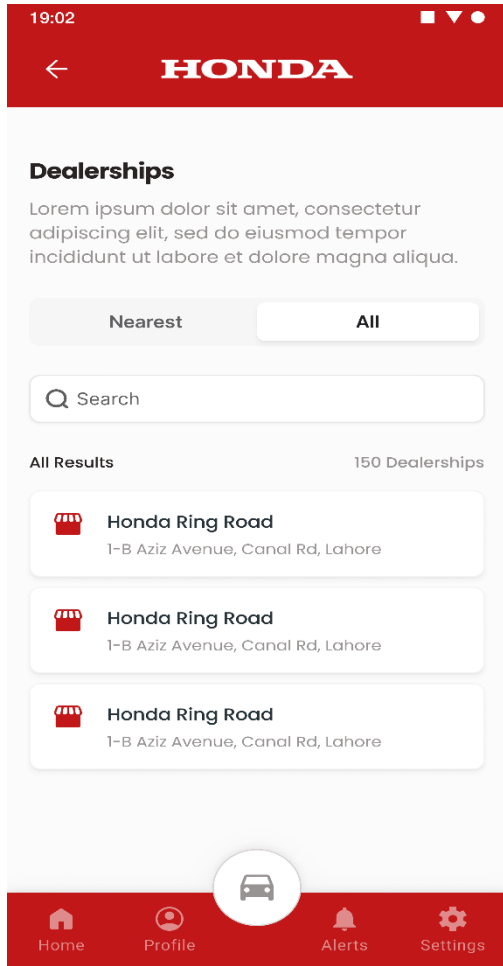 19:02
HONDA
Dealerships
Lorem ipsum dolor sit amet, consectetur
adipiscing elit, sed do eiusmod tempor
incididunt ut labore et dolore magna aliqua.
Nearest All
Search
All Results 150 Dealerships
Honda Ring Road
1-B Aziz Avenue, Canal Rd, Lahore
Honda Ring Road
1-B Aziz Avenue, Canal Rd, Lahore
Honda Ring Road
1-B Aziz Avenue, Canal Rd, Lahore
Home Profile Alerts Settings